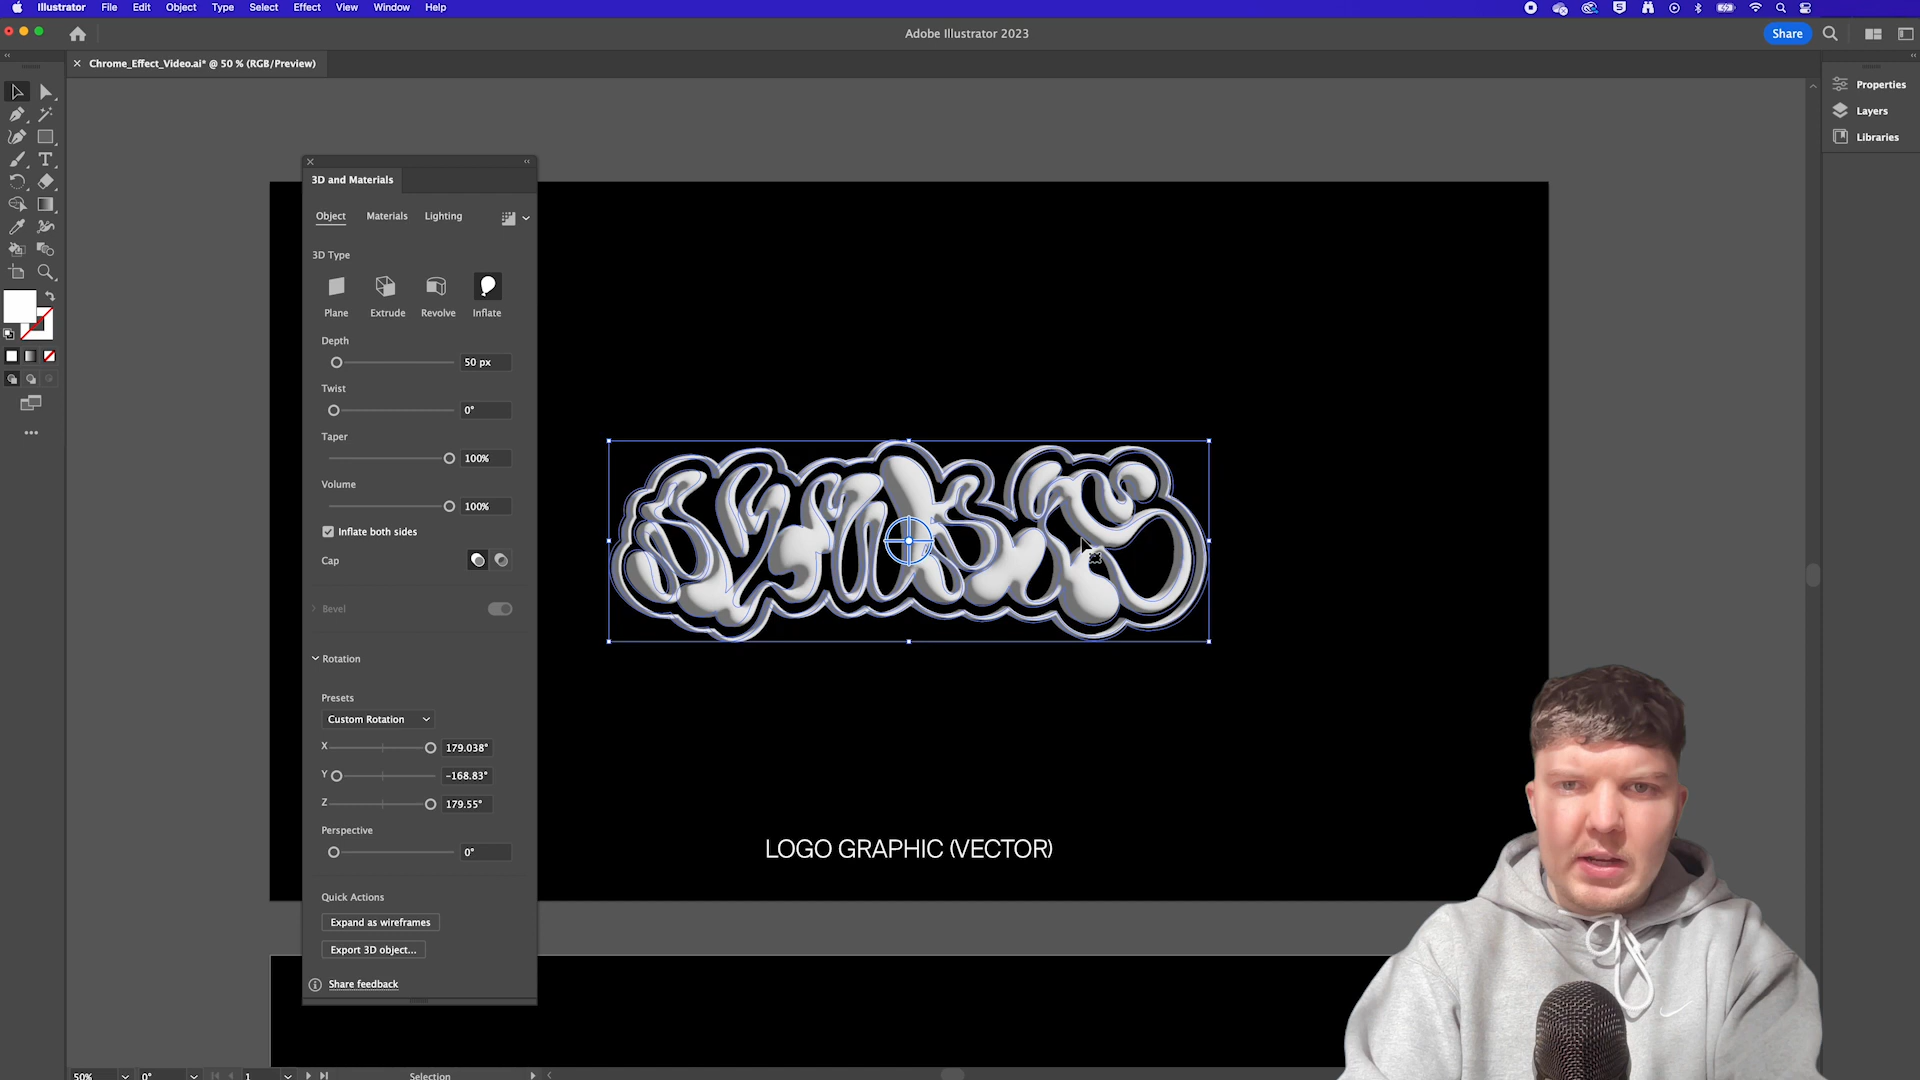 Illustrator File Edit Object Type Select Effect View Window Help
Adobe Illustrator 2023
Share
Chrome_Effect_Video.ai* @ 50 % (RGB/Preview)
Properties
Layers
Libraries
3D and Materials
Object Materials Lighting
3D Type
Plane Extrude Revolve Inflate
Depth
50 px
Twist
0°
Taper
100%
Volume
100%
Inflate both sides
Cap
Bevel
Rotation
Presets
Custom Rotation
X 179.038°
Y -168.83°
Z 179.55°
Perspective
0°
Quick Actions
Expand as wireframes
Export 3D object...
Share feedback
LOGO GRAPHIC (VECTOR)
50% 0° 1 Selection